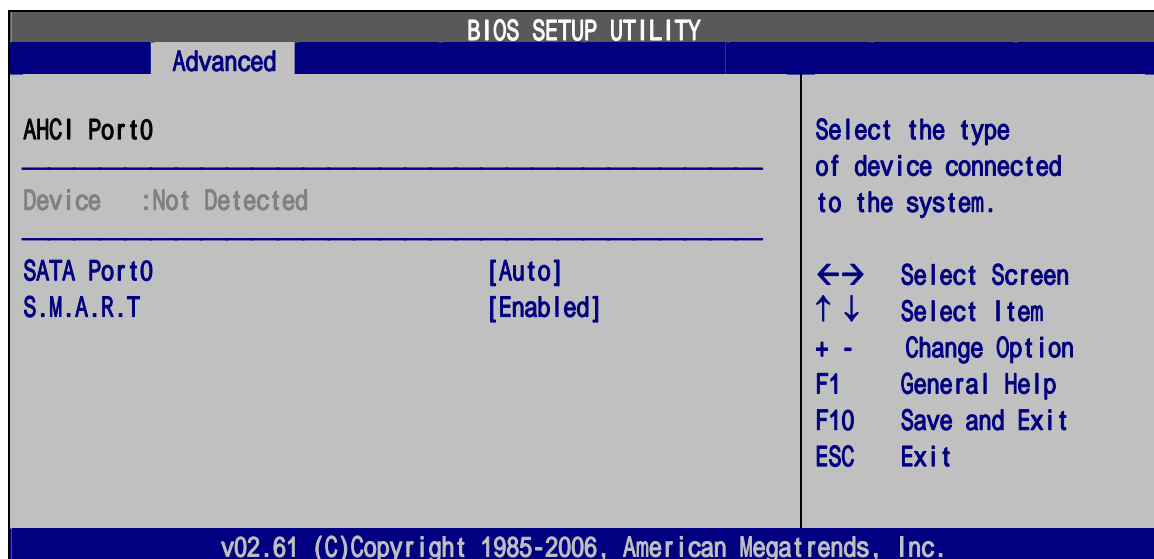 BIOS SETUP UTILITY
Advanced
AHCI Port0
Device :Not Detected
SATA Port0 [Auto]
S.M.A.R.T [Enabled]
Select the type
of device connected
to the system.
←→ Select Screen
↑↓ Select Item
+ - Change Option
F1 General Help
F10 Save and Exit
ESC Exit
v02.61 (C)Copyright 1985-2006, American Megatrends, Inc.